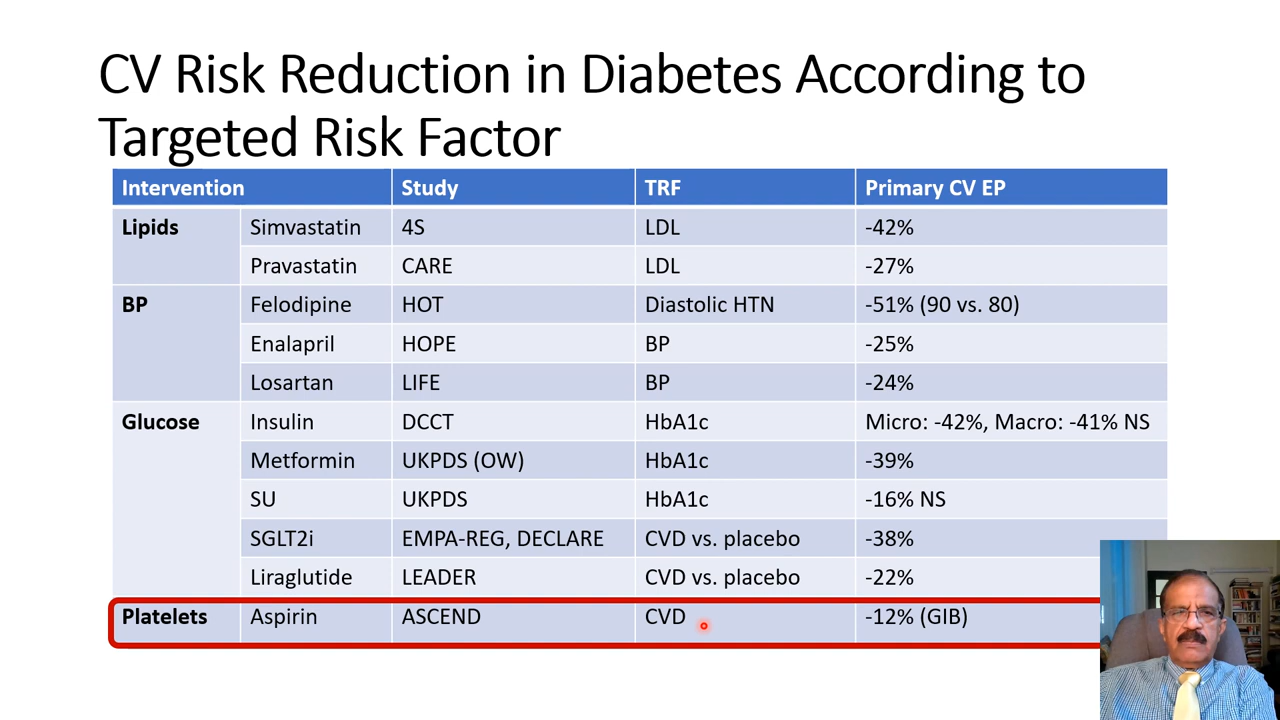 CV Risk Reduction in Diabetes According to
Targeted Risk Factor
Intervention Study TRF Primary CV EP
Lipids Simvastatin 4S LDL -42%
Pravastatin CARE LDL -27%
BP Felodipine HOT Diastolic HTN -51% (90 vs. 80)
Enalapril HOPE BP -25%
Losartan LIFE BP -24%
Glucose Insulin DCCT HbA1c Micro: -42%, Macro: -41% NS
Metformin UKPDS (OW) HbA1c -39%
SU UKPDS HbA1c -16% NS
SGLT2i EMPA-REG, DECLARE CVD vs. placebo -38%
Liraglutide LEADER CVD vs. placebo -22%
Platelets Aspirin ASCEND CVD -12% (GIB)